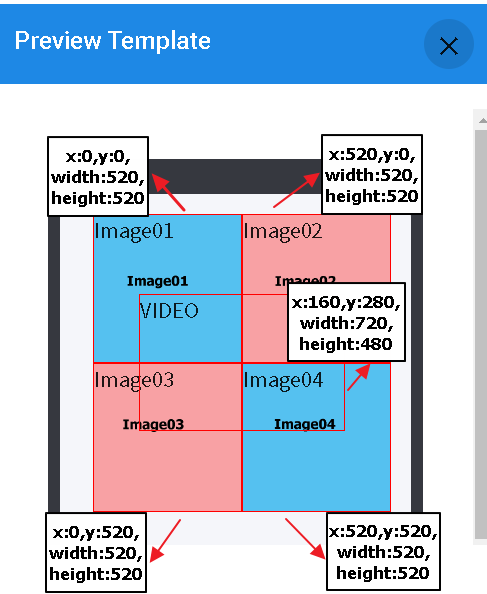 Preview Template
x:0,y:0,
width:520,
height:520
x:520,y:0,
width:520,
height:520
Image01
Image02
Image01
Image02
x:160,y:280,
width:720,
height:480
VIDEO
Image03
Image04
Image03
Image04
x:0,y:520,
width:520,
height:520
x:520,y:520,
width:520,
height:520